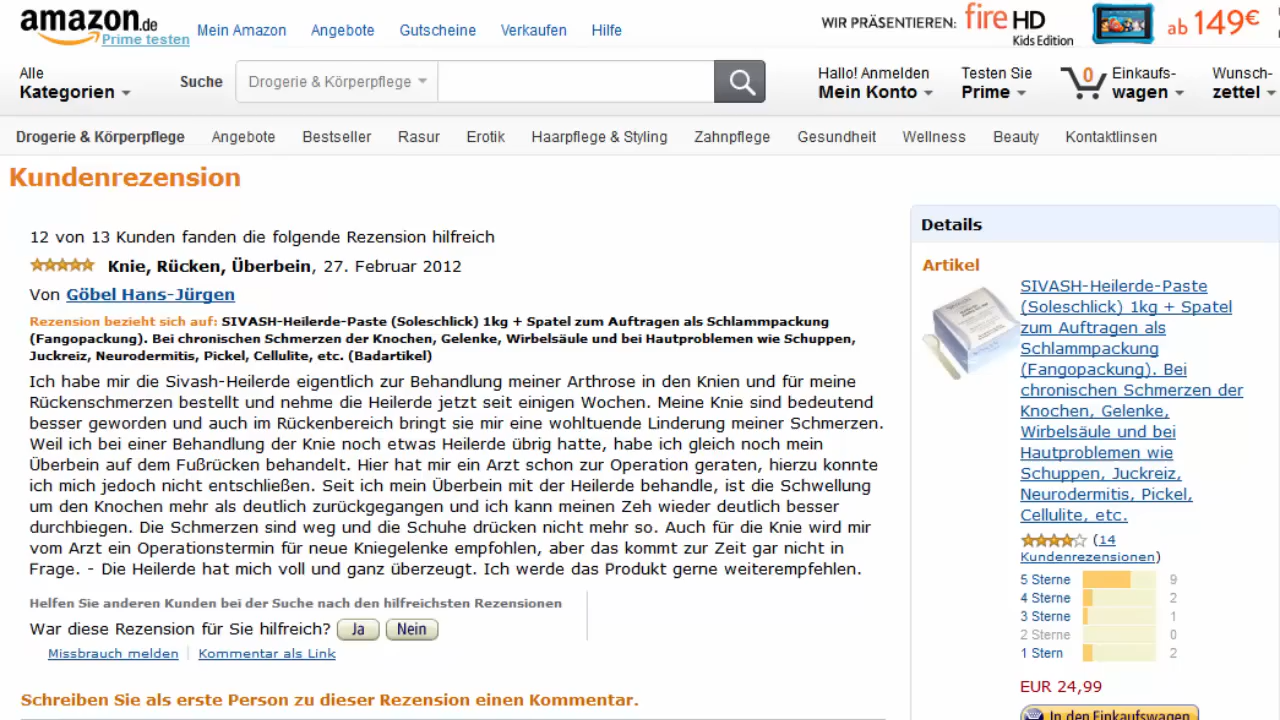 amazon.de
Prime testen
Mein Amazon Angebote Gutscheine Verkaufen Hilfe
WIR PRÄSENTIEREN: fire HD
Kids Edition
ab 149€
Alle
Kategorien
Suche
Drogerie & Körperpflege
Hallo! Anmelden
Mein Konto
Testen Sie
Prime
0
Einkaufs-
wagen
Wunsch-
zettel
Drogerie & Körperpflege Angebote Bestseller Rasur Erotik Haarpflege & Styling Zahnpflege Gesundheit Wellness Beauty Kontaktlinsen
Kundenrezension
12 von 13 Kunden fanden die folgende Rezension hilfreich
Knie, Rücken, Überbein, 27. Februar 2012
Von Göbel Hans-Jürgen
Rezension bezieht sich auf: SIVASH-Heilerde-Paste (Soleschlick) 1kg + Spatel zum Auftragen als Schlammpackung
(Fangopackung). Bei chronischen Schmerzen der Knochen, Gelenke, Wirbelsäule und bei Hautproblemen wie Schuppen,
Juckreiz, Neurodermitis, Pickel, Cellulite, etc. (Badartikel)
Ich habe mir die Sivash-Heilerde eigentlich zur Behandlung meiner Arthrose in den Knien und für meine
Rückenschmerzen bestellt und nehme die Heilerde jetzt seit einigen Wochen. Meine Knie sind bedeutend
besser geworden und auch im Rückenbereich bringt sie mir eine wohltuende Linderung meiner Schmerzen.
Weil ich bei einer Behandlung der Knie noch etwas Heilerde übrig hatte, habe ich gleich noch mein
Überbein auf dem Fußrücken behandelt. Hier hat mir ein Arzt schon zur Operation geraten, hierzu konnte
ich mich jedoch nicht entschließen. Seit ich mein Überbein mit der Heilerde behandle, ist die Schwellung
um den Knochen mehr als deutlich zurückgegangen und ich kann meinen Zeh wieder deutlich besser
durchbiegen. Die Schmerzen sind weg und die Schuhe drücken nicht mehr so. Auch für die Knie wird mir
vom Arzt ein Operationstermin für neue Kniegelenke empfohlen, aber das kommt zur Zeit gar nicht in
Frage. - Die Heilerde hat mich voll und ganz überzeugt. Ich werde das Produkt gerne weiterempfehlen.
Helfen Sie anderen Kunden bei der Suche nach den hilfreichsten Rezensionen
War diese Rezension für Sie hilfreich? Ja Nein
Missbrauch melden Kommentar als Link
Schreiben Sie als erste Person zu dieser Rezension einen Kommentar.
Details
Artikel
SIVASH-Heilerde-Paste
(Soleschlick) 1kg + Spatel
zum Auftragen als
Schlammpackung
(Fangopackung). Bei
chronischen Schmerzen der
Knochen, Gelenke,
Wirbelsäule und bei
Hautproblemen wie
Schuppen, Juckreiz,
Neurodermitis, Pickel,
Cellulite, etc.
(14
Kundenrezensionen)
5 Sterne 9
4 Sterne 2
3 Sterne 1
2 Sterne 0
1 Stern 2
EUR 24,99
In den Einkaufswagen